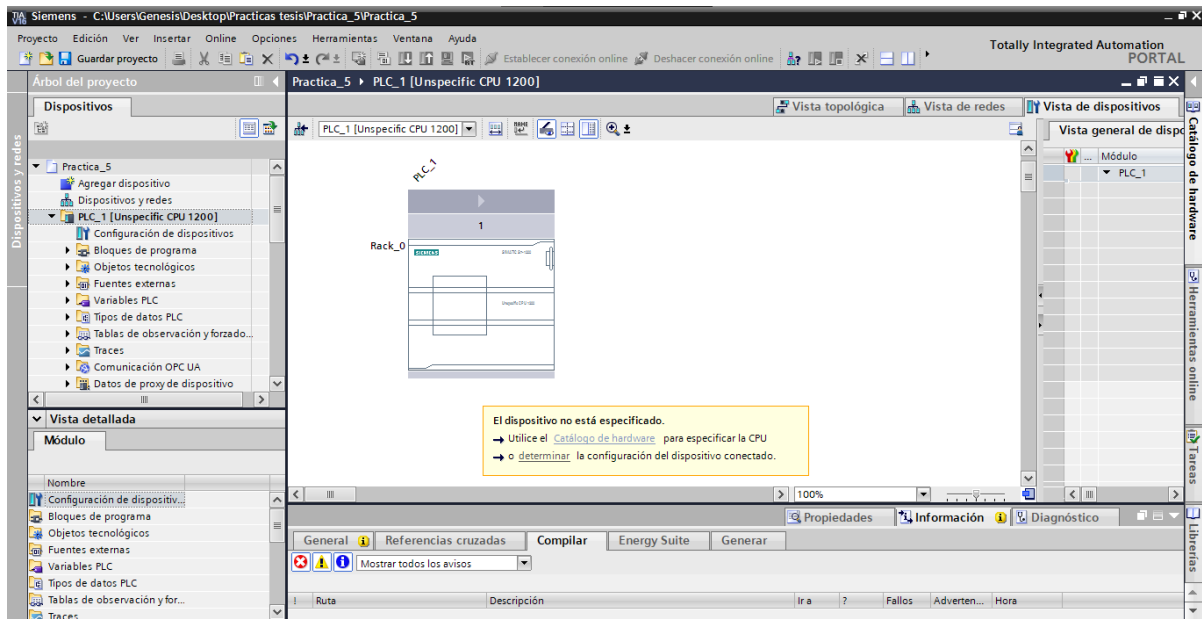 Siemens - C:\Users\Genesis\Desktop\Practicas tesis\Practica_5\Practica_5
Proyecto Edición Ver Insertar Online Opciones Herramientas Ventana Ayuda
Guardar proyecto Establecer conexión online Deshacer conexión online
Totally Integrated Automation
PORTAL
Árbol del proyecto
Practica_5 PLC_1 [Unspecific CPU 1200]
Dispositivos
Vista topológica Vista de redes Vista de dispositivos
PLC_1 [Unspecific CPU 1200]
Vista general de dispo
Dispositivos y redes
Practica_5
Agregar dispositivo
Dispositivos y redes
PLC_1 [Unspecific CPU 1200]
Configuración de dispositivos
Bloques de programa
Objetos tecnológicos
Fuentes externas
Variables PLC
Tipos de datos PLC
Tablas de observación y forzado...
Traces
Comunicación OPC UA
Datos de proxy de dispositivo
PLC_1
1
Rack_0
SIEMENS
El dispositivo no está especificado.
Utilice el Catálogo de hardware para especificar la CPU
o determinar la configuración del dispositivo conectado.
100%
... Módulo
PLC_1
Catálogo de hardware
Herramientas online
Tareas
Librerías
Vista detallada
Módulo
Nombre
Configuración de dispositiv...
Bloques de programa
Objetos tecnológicos
Fuentes externas
Variables PLC
Tipos de datos PLC
Tablas de observación y for...
Traces
Propiedades Información Diagnóstico
General Referencias cruzadas Compilar Energy Suite Generar
Mostrar todos los avisos
! Ruta Descripción Ir a ? Fallos Adverten... Hora